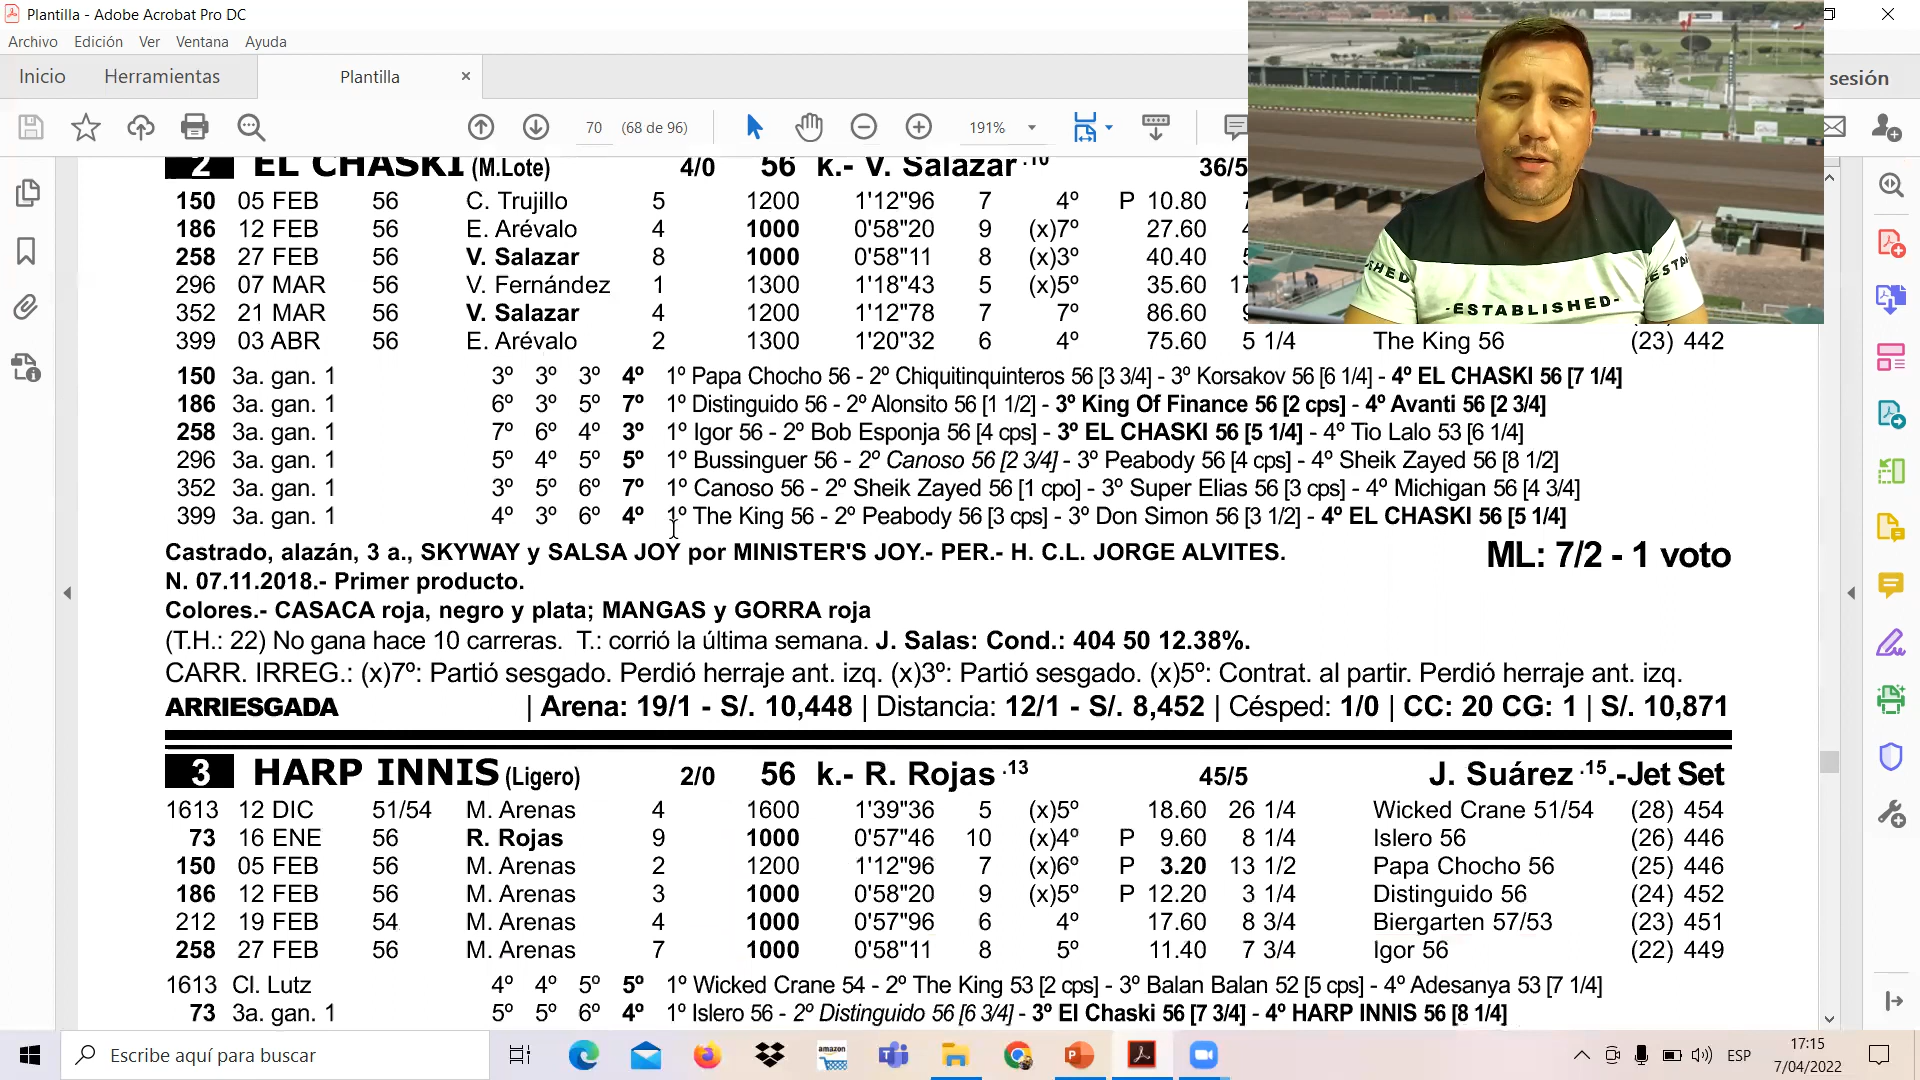 Plantilla - Adobe Acrobat Pro DC
Archivo Edición Ver Ventana Ayuda
Inicio Herramientas Plantilla × sesión
70 (68 de 96) 191%
2 EL CHASKI (M.Lote) 4/0 56 k.- V. Salazar .10 36/5
150 05 FEB 56 C. Trujillo 5 1200 1'12"96 7 4º P 10.80
186 12 FEB 56 E. Arévalo 4 1000 0'58"20 9 (x)7º 27.60
258 27 FEB 56 V. Salazar 8 1000 0'58"11 8 (x)3º 40.40
296 07 MAR 56 V. Fernández 1 1300 1'18"43 5 (x)5º 35.60
352 21 MAR 56 V. Salazar 4 1200 1'12"78 7 7º 86.60
399 03 ABR 56 E. Arévalo 2 1300 1'20"32 6 4º 75.60 5 1/4 The King 56 (23) 442
150 3a. gan. 1 3º 3º 3º 4º 1º Papa Chocho 56 - 2º Chiquitinquinteros 56 [3 3/4] - 3º Korsakov 56 [6 1/4] - 4º EL CHASKI 56 [7 1/4]
186 3a. gan. 1 6º 3º 5º 7º 1º Distinguido 56 - 2º Alonsito 56 [1 1/2] - 3º King Of Finance 56 [2 cps] - 4º Avanti 56 [2 3/4]
258 3a. gan. 1 7º 6º 4º 3º 1º Igor 56 - 2º Bob Esponja 56 [4 cps] - 3º EL CHASKI 56 [5 1/4] - 4º Tio Lalo 53 [6 1/4]
296 3a. gan. 1 5º 4º 5º 5º 1º Bussinguer 56 - 2º Canoso 56 [2 3/4] - 3º Peabody 56 [4 cps] - 4º Sheik Zayed 56 [8 1/2]
352 3a. gan. 1 3º 5º 6º 7º 1º Canoso 56 - 2º Sheik Zayed 56 [1 cpo] - 3º Super Elias 56 [3 cps] - 4º Michigan 56 [4 3/4]
399 3a. gan. 1 4º 3º 6º 4º 1º The King 56 - 2º Peabody 56 [3 cps] - 3º Don Simon 56 [3 1/2] - 4º EL CHASKI 56 [5 1/4]
Castrado, alazán, 3 a., SKYWAY y SALSA JOY por MINISTER'S JOY.- PER.- H. C.L. JORGE ALVITES. ML: 7/2 - 1 voto
N. 07.11.2018.- Primer producto.
Colores.- CASACA roja, negro y plata; MANGAS y GORRA roja
(T.H.: 22) No gana hace 10 carreras. T.: corrió la última semana. J. Salas: Cond.: 404 50 12.38%.
CARR. IRREG.: (x)7º: Partió sesgado. Perdió herraje ant. izq. (x)3º: Partió sesgado. (x)5º: Contrat. al partir. Perdió herraje ant. izq.
ARRIESGADA | Arena: 19/1 - S/. 10,448 | Distancia: 12/1 - S/. 8,452 | Césped: 1/0 | CC: 20 CG: 1 | S/. 10,871
3 HARP INNIS (Ligero) 2/0 56 k.- R. Rojas .13 45/5 J. Suárez .15.-Jet Set
1613 12 DIC 51/54 M. Arenas 4 1600 1'39"36 5 (x)5º 18.60 26 1/4 Wicked Crane 51/54 (28) 454
73 16 ENE 56 R. Rojas 9 1000 0'57"46 10 (x)4º P 9.60 8 1/4 Islero 56 (26) 446
150 05 FEB 56 M. Arenas 2 1200 1'12"96 7 (x)6º P 3.20 13 1/2 Papa Chocho 56 (25) 446
186 12 FEB 56 M. Arenas 3 1000 0'58"20 9 (x)5º P 12.20 3 1/4 Distinguido 56 (24) 452
212 19 FEB 54 M. Arenas 4 1000 0'57"96 6 4º 17.60 8 3/4 Biergarten 57/53 (23) 451
258 27 FEB 56 M. Arenas 7 1000 0'58"11 8 5º 11.40 7 3/4 Igor 56 (22) 449
1613 Cl. Lutz 4º 4º 5º 5º 1º Wicked Crane 54 - 2º The King 53 [2 cps] - 3º Balan Balan 52 [5 cps] - 4º Adesanya 53 [7 1/4]
73 3a. gan. 1 5º 5º 6º 4º 1º Islero 56 - 2º Distinguido 56 [6 3/4] - 3º El Chaski 56 [7 3/4] - 4º HARP INNIS 56 [8 1/4]
-ESTABLISHED-
Escribe aquí para buscar amazon ESP 17:15
7/04/2022